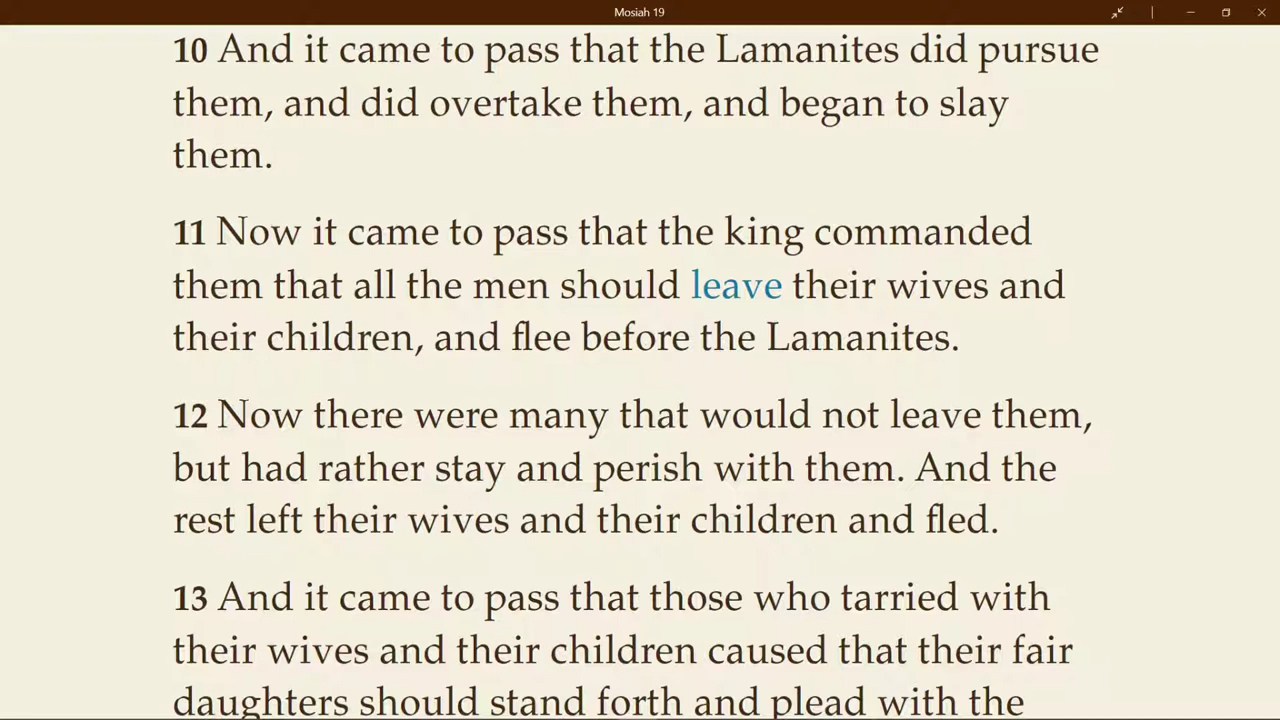 Mosiah 19
10 And it came to pass that the Lamanites did pursue
them, and did overtake them, and began to slay
them.
11 Now it came to pass that the king commanded
them that all the men should leave their wives and
their children, and flee before the Lamanites.
12 Now there were many that would not leave them,
but had rather stay and perish with them. And the
rest left their wives and their children and fled.
13 And it came to pass that those who tarried with
their wives and their children caused that their fair
daughters should stand forth and plead with the